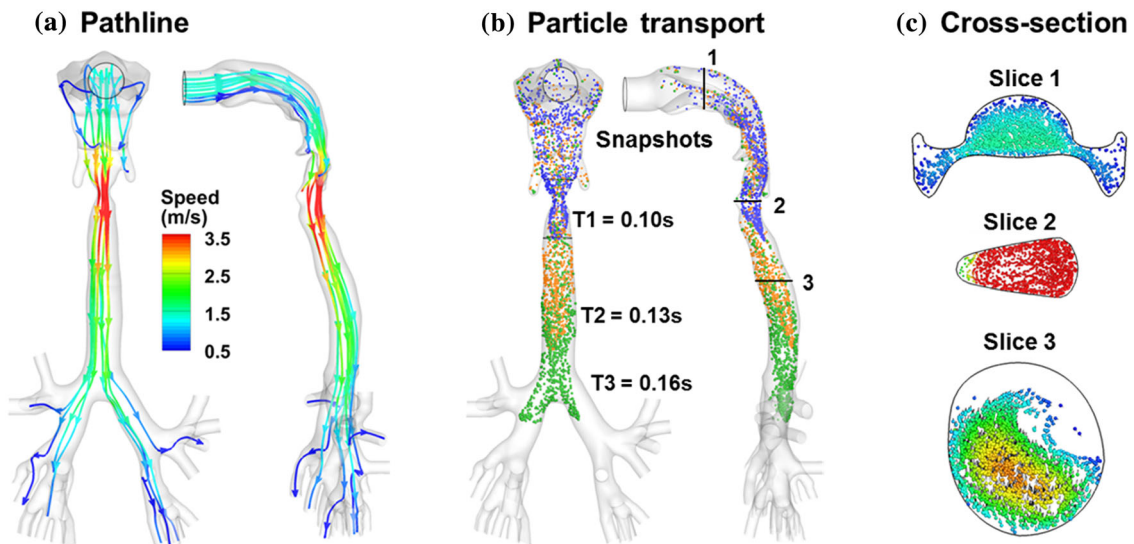 (a) Pathline
Speed
(m/s)
3.5
2.5
1.5
0.5
(b) Particle transport
1
Snapshots
2
T1 = 0.10s
3
T2 = 0.13s
T3 = 0.16s
(c) Cross-section
Slice 1
Slice 2
Slice 3